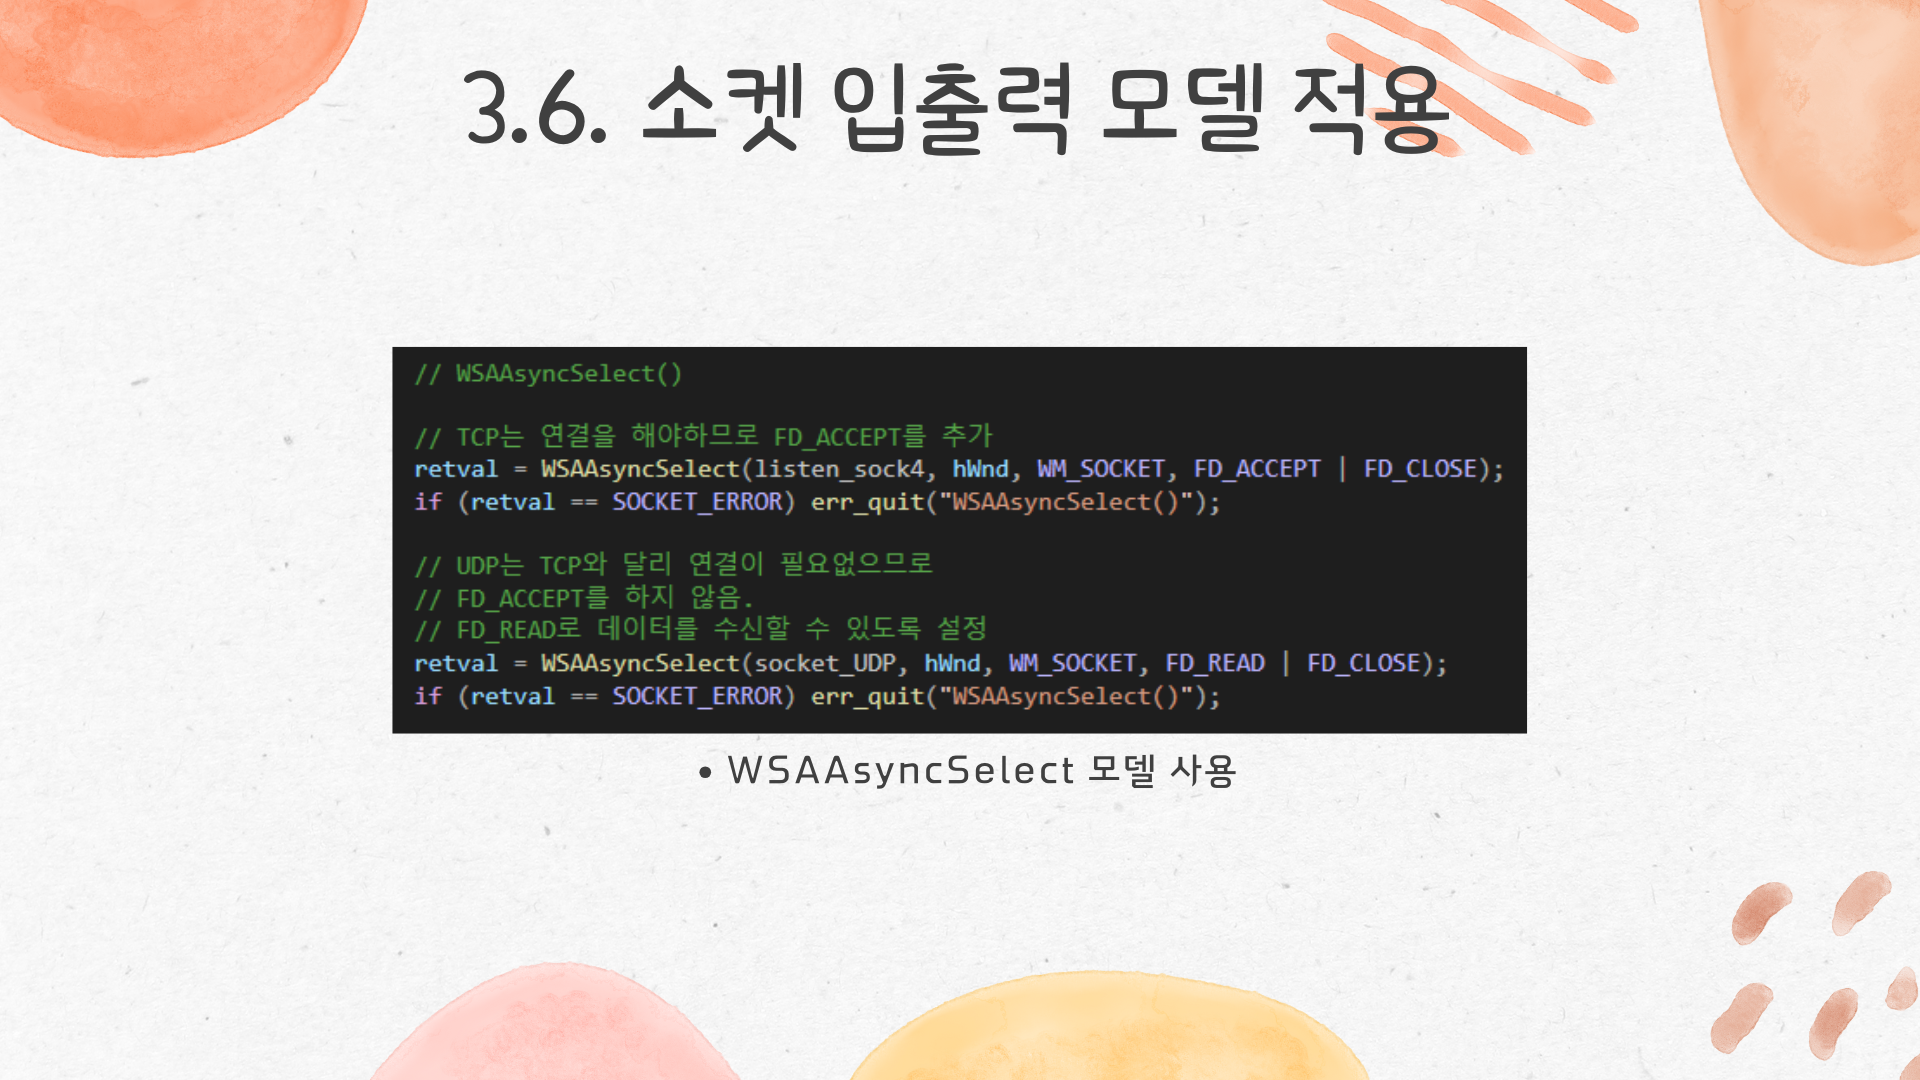 3.6. 소켓 입출력 모델 적용
// WSAAsyncSelect()
// TCP는 연결을 해야하므로 FD_ACCEPT를 추가
retval = WSAAsyncSelect(listen_sock4, hWnd, WM_SOCKET, FD_ACCEPT | FD_CLOSE);
if (retval == SOCKET_ERROR) err_quit("WSAAsyncSelect()");
// UDP는 TCP와 달리 연결이 필요없으므로
// FD_ACCEPT를 하지 않음.
// FD_READ로 데이터를 수신할 수 있도록 설정
retval = WSAAsyncSelect(socket_UDP, hWnd, WM_SOCKET, FD_READ | FD_CLOSE);
if (retval == SOCKET_ERROR) err_quit("WSAAsyncSelect()");
• WSAAsyncSelect 모델 사용